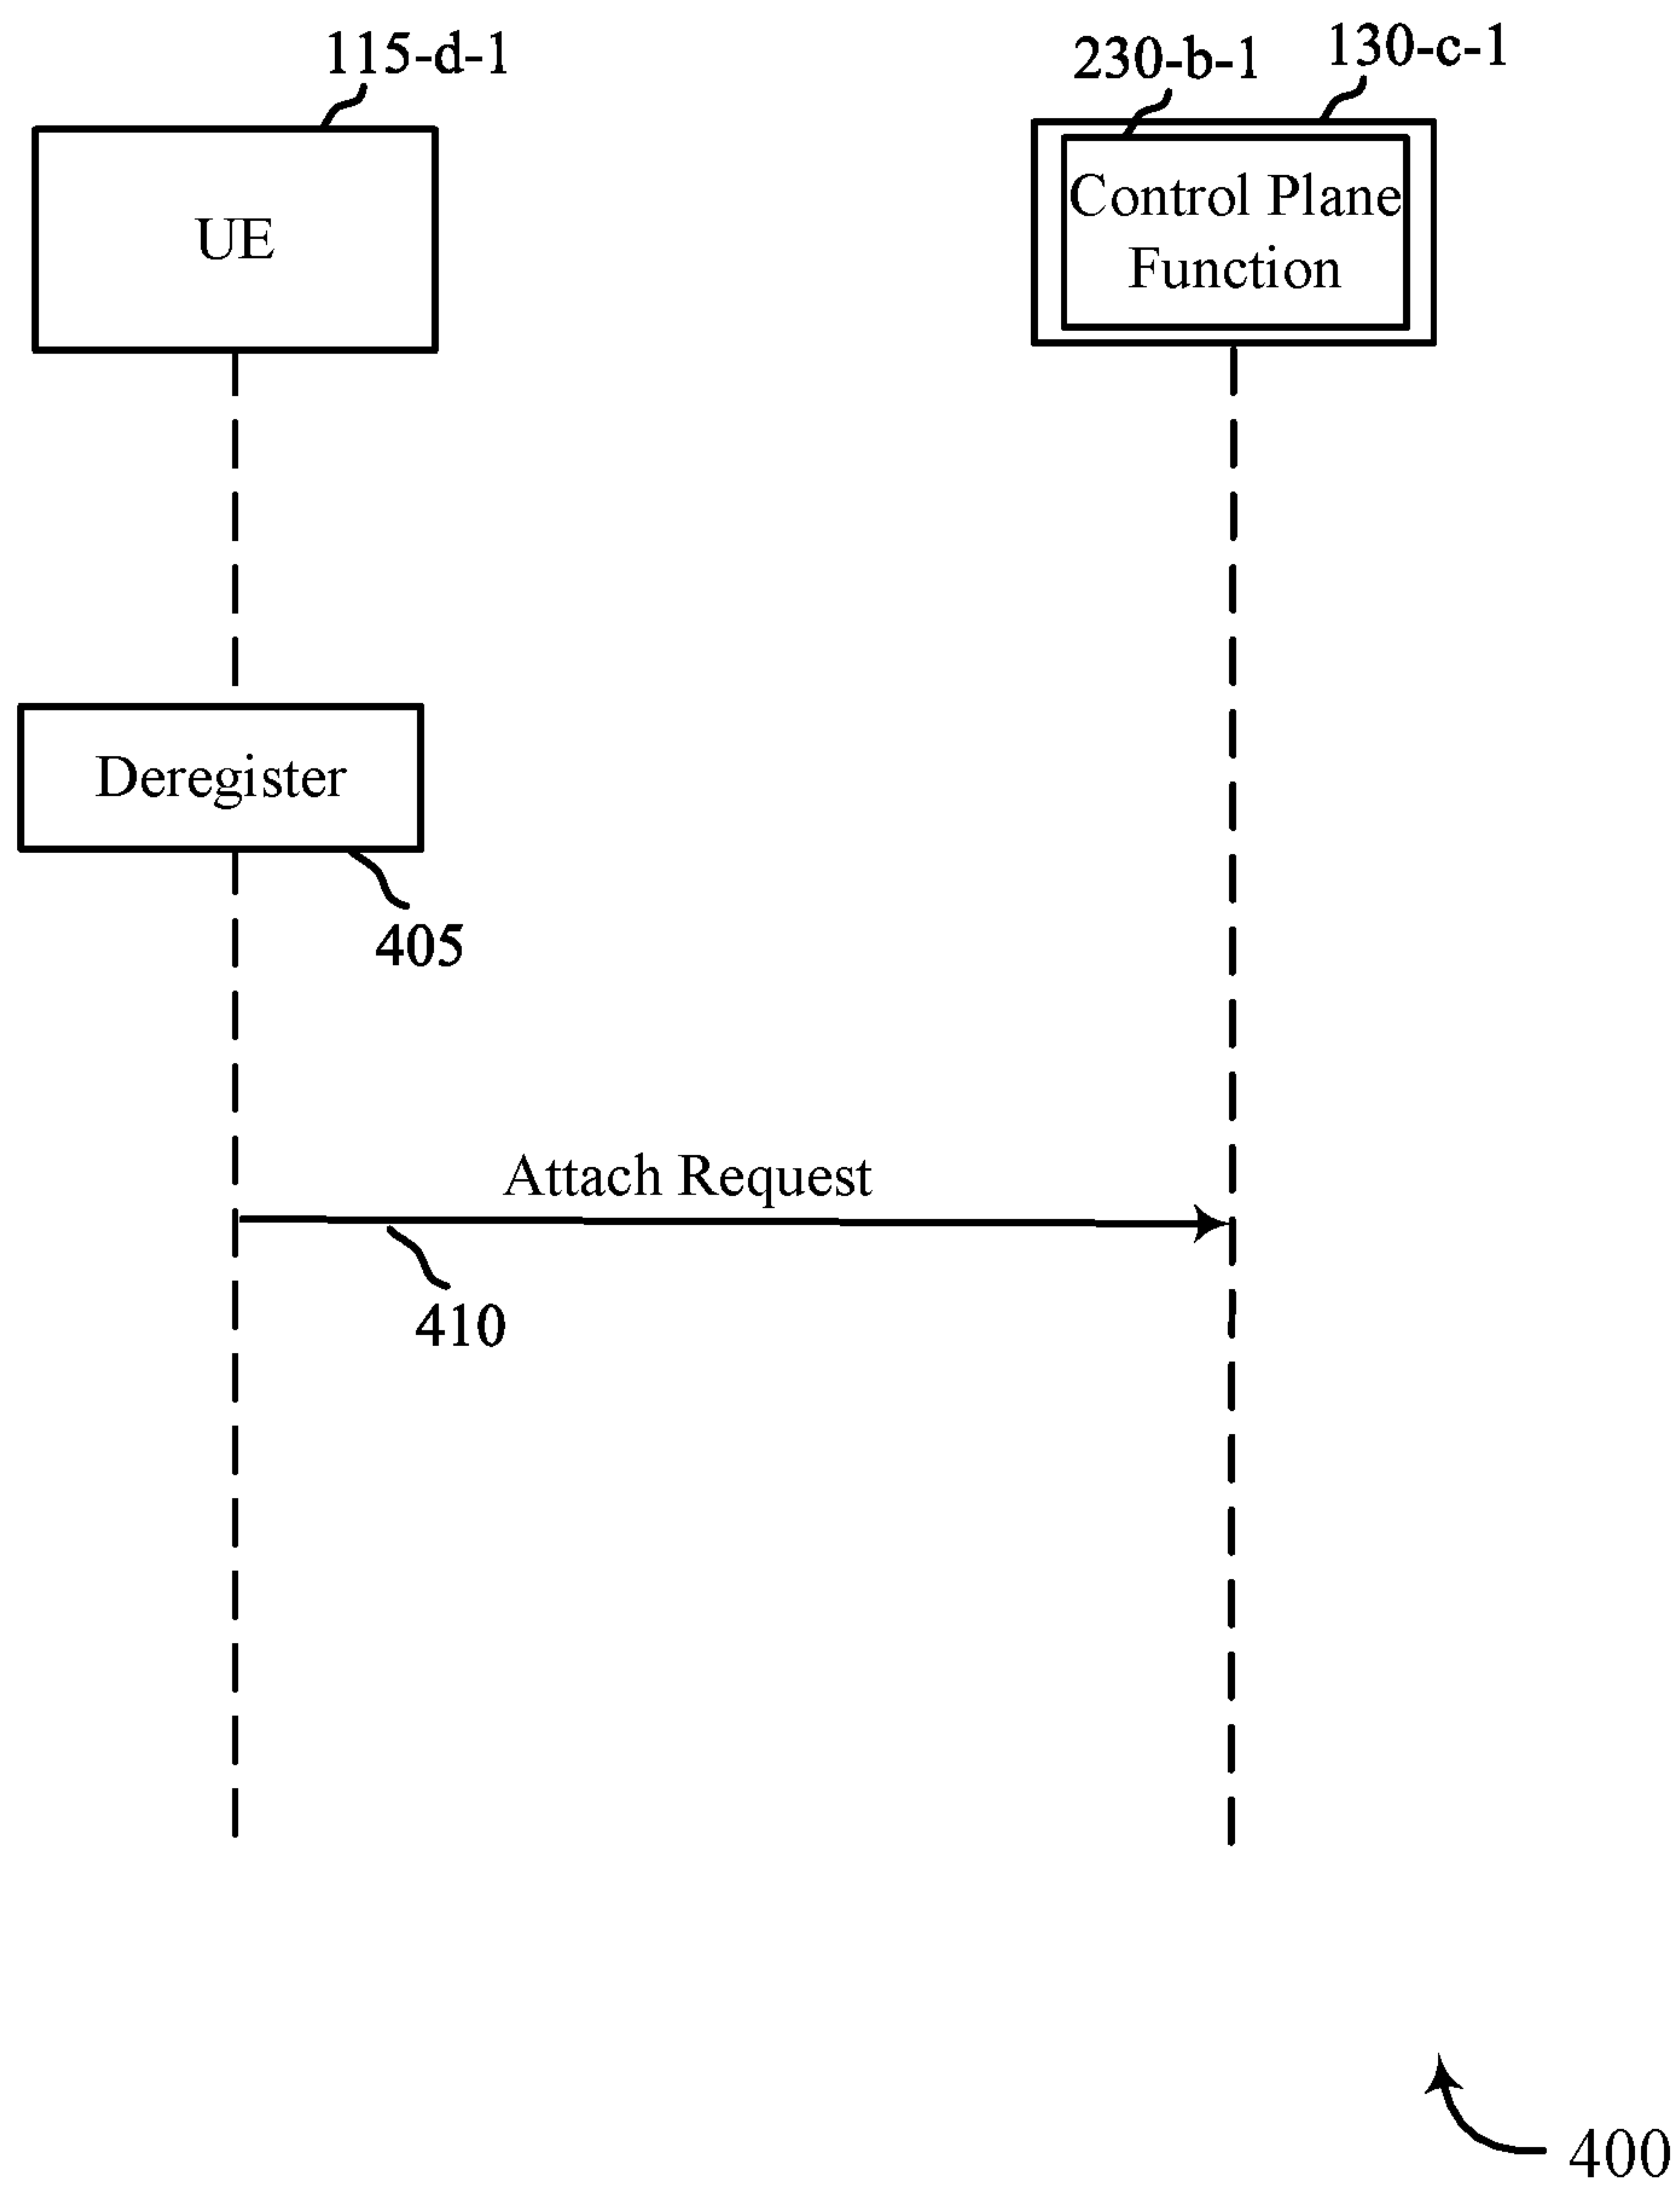 115-d-1
230-b-1
130-c-1
UE
Control Plane
Function
Deregister
405
Attach Request
410
400